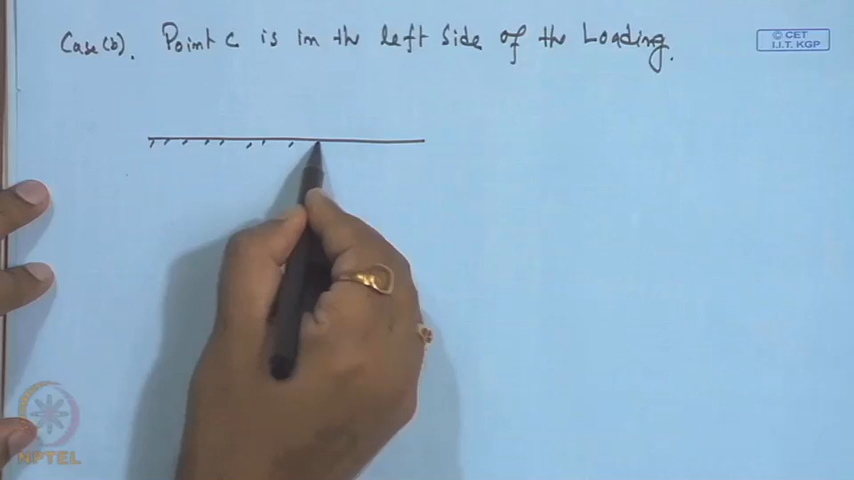 Case(b). Point C is in the left side of the Loading.
© CET
I.I.T. KGP
NPTEL